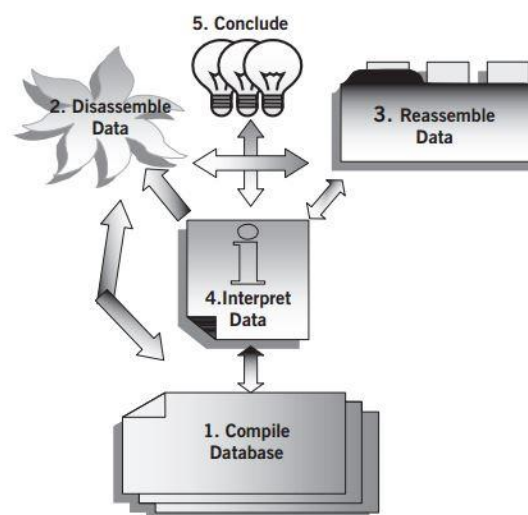 5. Conclude
2. Disassemble
Data
3. Reassemble
Data
i
4.Interpret
Data
1. Compile
Database